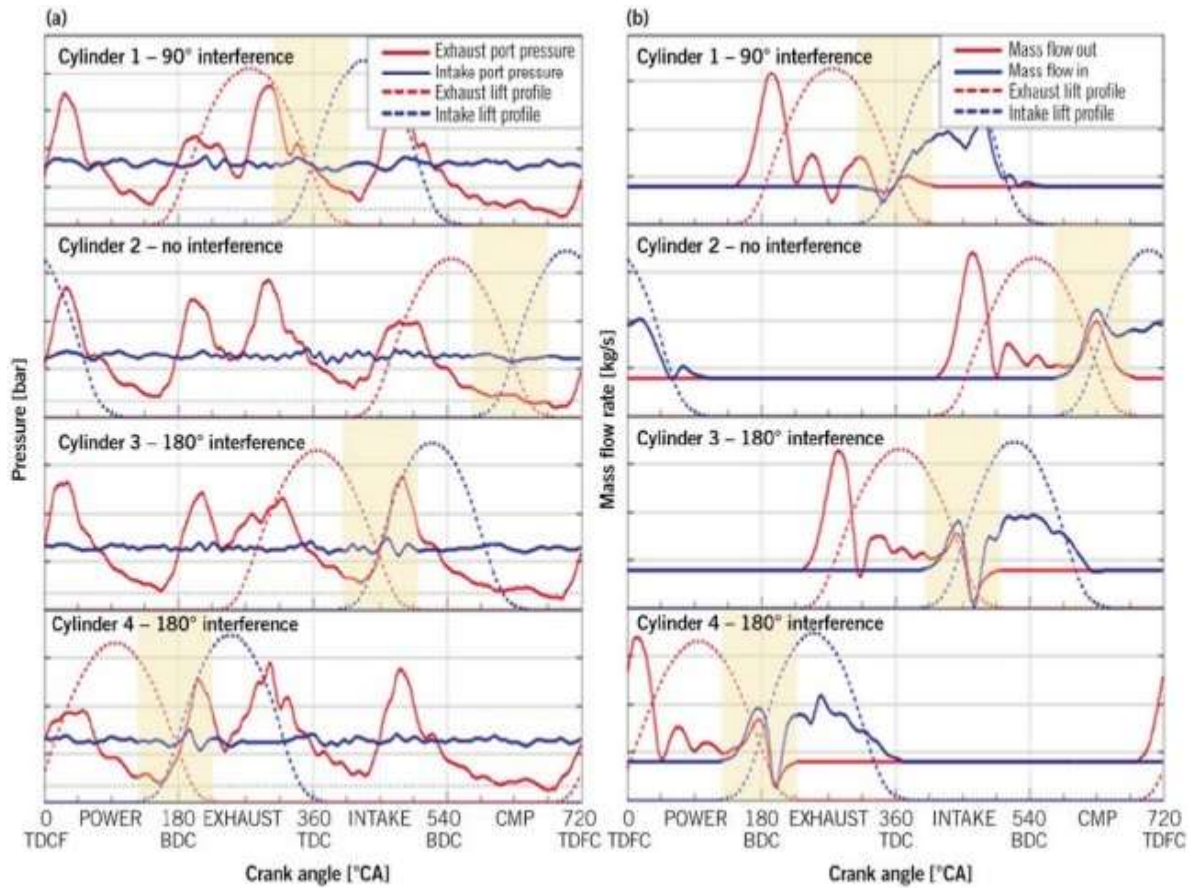 (a)
Cylinder 1 – 90° interference
Exhaust port pressure
Intake port pressure
Exhaust lift profile
Intake lift profile
Cylinder 2 – no interference
Cylinder 3 – 180° interference
Cylinder 4 – 180° interference
Pressure [bar]
0 POWER 180 EXHAUST 360 INTAKE 540 CMP 720
TDCF BDC TDC BDC TDFC
Crank angle [°CA]
(b)
Cylinder 1 – 90° interference
Mass flow out
Mass flow in
Exhaust lift profile
Intake lift profile
Cylinder 2 – no interference
Cylinder 3 – 180° interference
Cylinder 4 – 180° interference
Mass flow rate [kg/s]
0 POWER 180 EXHAUST 360 INTAKE 540 CMP 720
TDFC BDC TDC BDC TDFC
Crank angle [°CA]